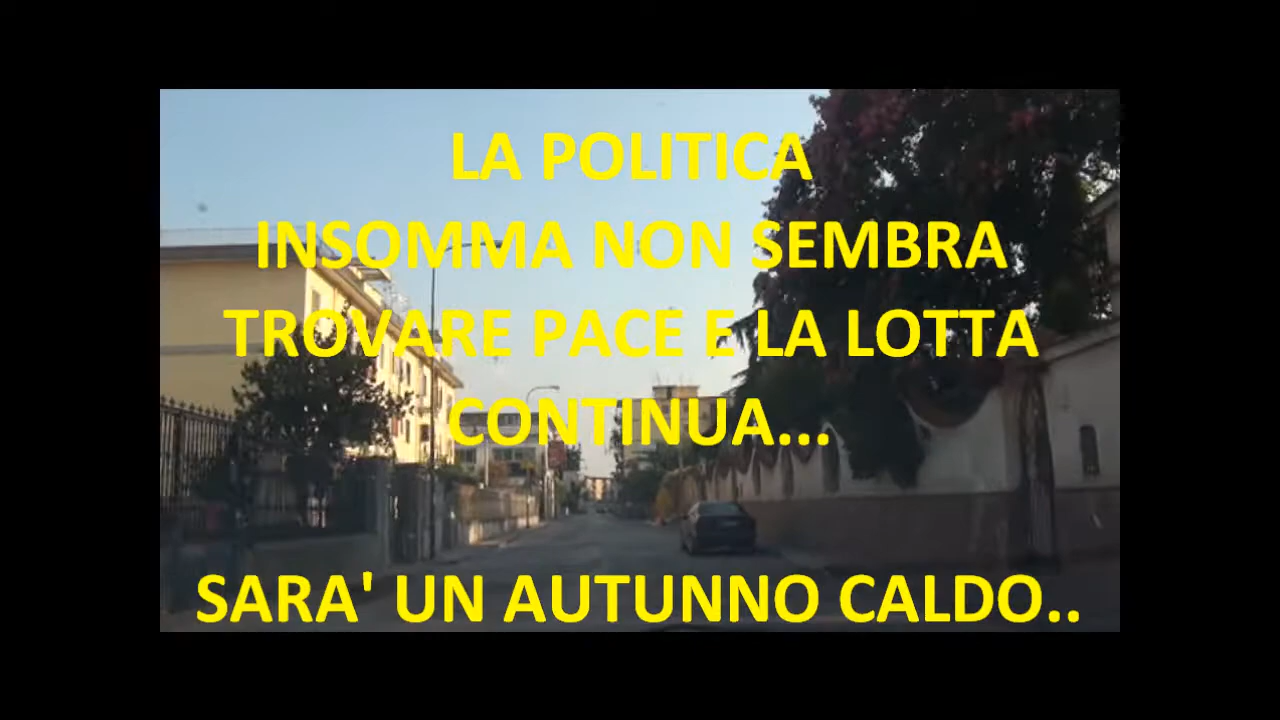 LA POLITICA
INSOMMA NON SEMBRA
TROVARE PACE E LA LOTTA
CONTINUA...
SARA' UN AUTUNNO CALDO..